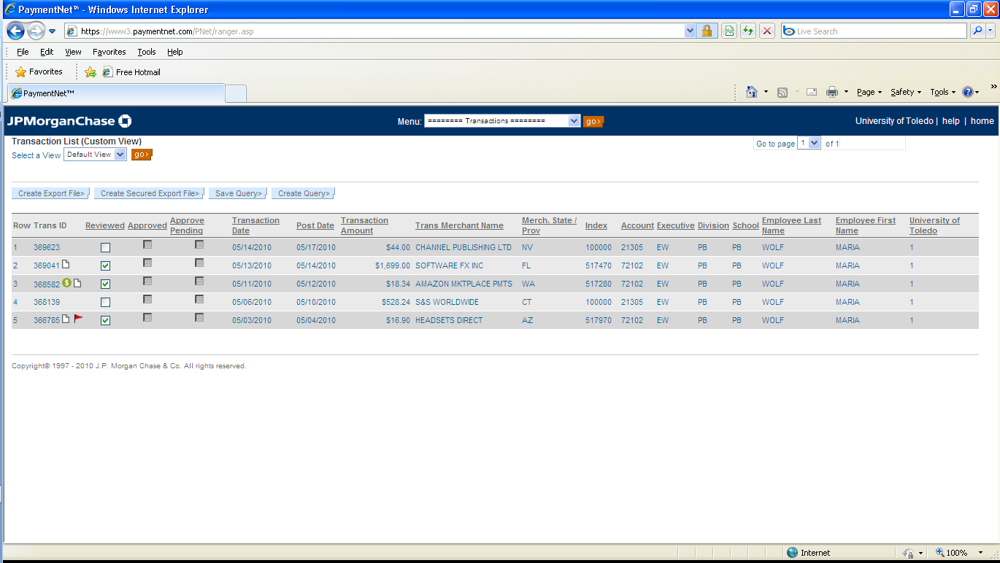 PaymentNet™ - Windows Internet Explorer
https://www3.paymentnet.com/PNet/ranger.asp
Live Search
File Edit View Favorites Tools Help
Favorites Free Hotmail
PaymentNet™ Page Safety Tools
JPMorganChase Menu: ======== Transactions ======== go> University of Toledo | help | home
Transaction List (Custom View) Go to page 1 of 1
Select a View Default View go>
Create Export File> Create Secured Export File> Save Query> Create Query>
Row Trans ID Reviewed Approved Approve Pending Transaction Date Post Date Transaction Amount Trans Merchant Name Merch. State / Prov Index Account Executive Division School Employee Last Name Employee First Name University of Toledo
1 369623 05/14/2010 05/17/2010 $44.00 CHANNEL PUBLISHING LTD NV 100000 21305 EW PB PB WOLF MARIA 1
2 369041 05/13/2010 05/14/2010 $1,699.00 SOFTWARE FX INC FL 517470 72102 EW PB PB WOLF MARIA 1
3 368582 $ 05/11/2010 05/12/2010 $18.34 AMAZON MKTPLACE PMTS WA 517280 72102 EW PB PB WOLF MARIA 1
4 368139 05/06/2010 05/10/2010 $528.24 S&S WORLDWIDE CT 100000 21305 EW PB PB WOLF MARIA 1
5 366785 05/03/2010 05/04/2010 $16.90 HEADSETS DIRECT AZ 517970 72102 EW PB PB WOLF MARIA 1
Copyright© 1997 - 2010 J.P. Morgan Chase & Co. All rights reserved.
Internet 100%